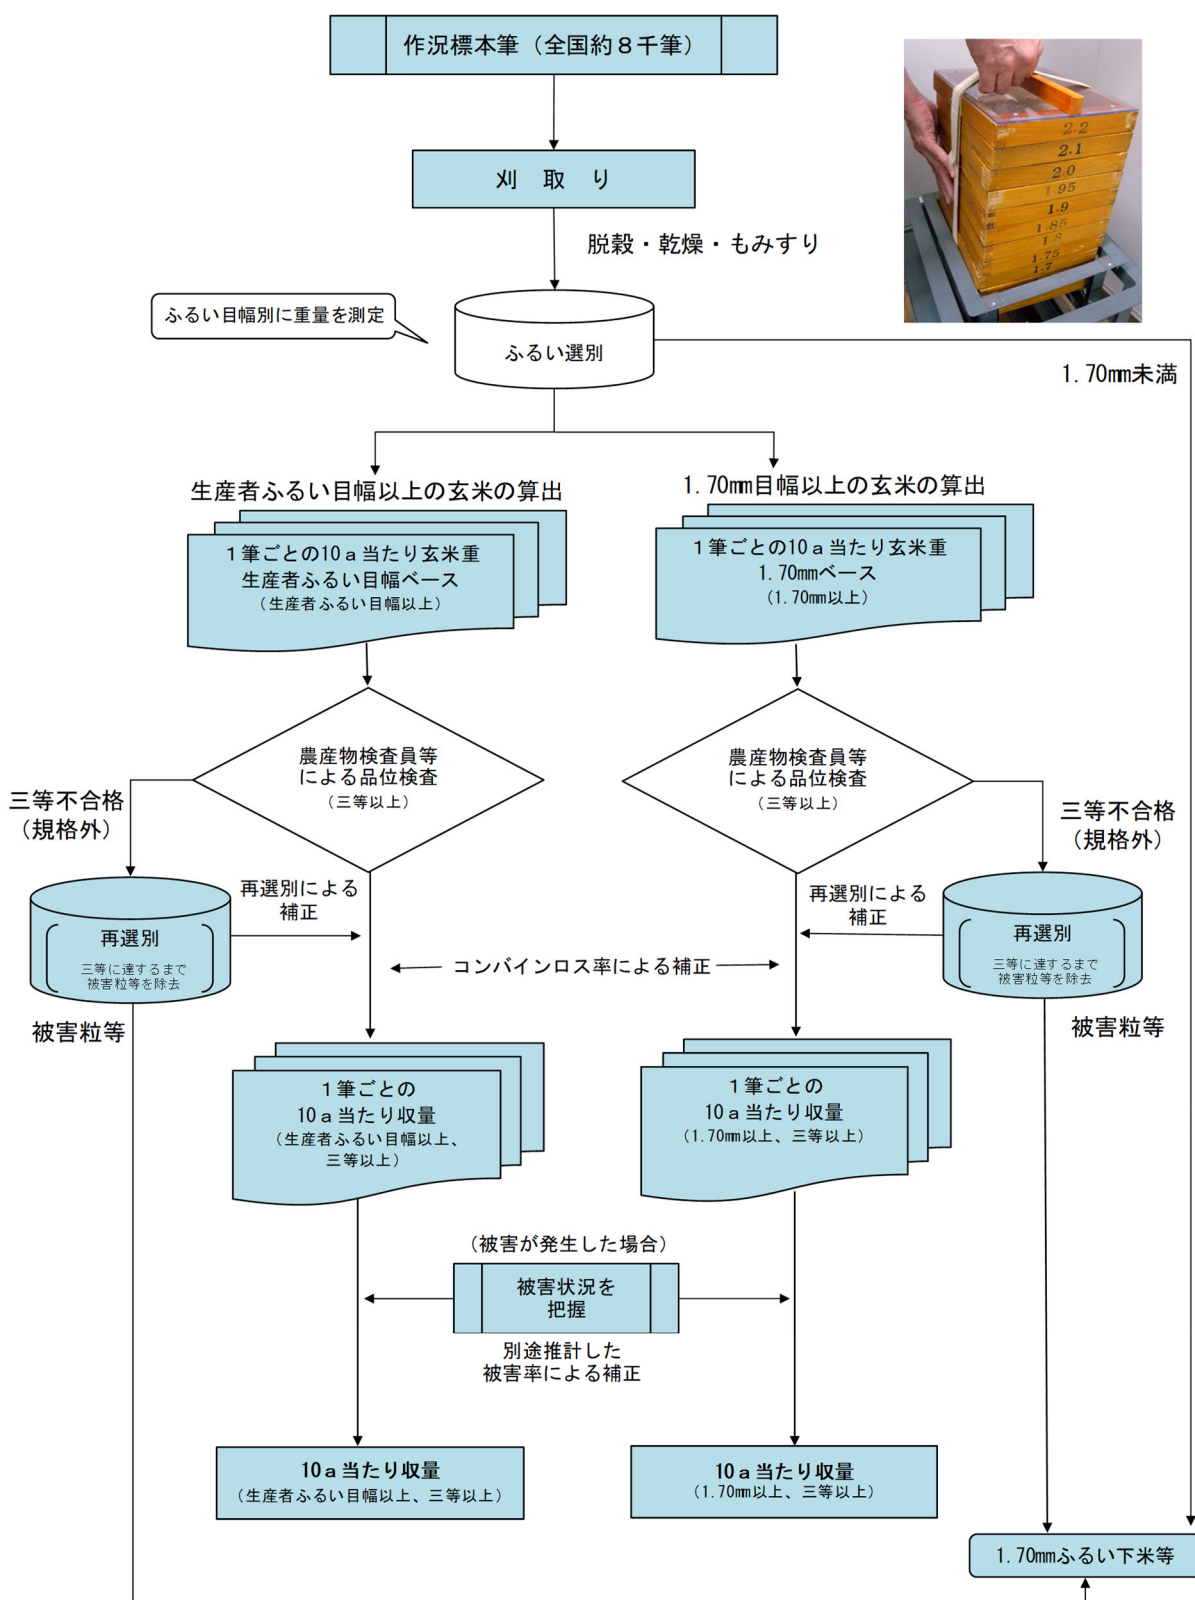 作況標本筆（全国約８千筆）
刈　取　り
脱穀・乾燥・もみすり
2.2
2.1
2.0
1.95
1.9
1.85
1.8
1.75
1.7
ふるい目幅別に重量を測定
ふるい選別
1.70mm未満
生産者ふるい目幅以上の玄米の算出
１筆ごとの10ａ当たり玄米重
生産者ふるい目幅ベース
（生産者ふるい目幅以上）
1.70mm目幅以上の玄米の算出
１筆ごとの10ａ当たり玄米重
1.70mmベース
（1.70mm以上）
農産物検査員等
による品位検査
（三等以上）
農産物検査員等
による品位検査
（三等以上）
三等不合格
（規格外）
三等不合格
（規格外）
再選別による
補正
再選別による
補正
再選別
三等に達するまで
被害粒等を除去
再選別
三等に達するまで
被害粒等を除去
コンバインロス率による補正
被害粒等
被害粒等
１筆ごとの
10ａ当たり収量
（生産者ふるい目幅以上、
三等以上）
１筆ごとの
10ａ当たり収量
（1.70mm以上、三等以上）
（被害が発生した場合）
被害状況を
把握
別途推計した
被害率による補正
10ａ当たり収量
（生産者ふるい目幅以上、三等以上）
10ａ当たり収量
（1.70mm以上、三等以上）
1.70mmふるい下米等